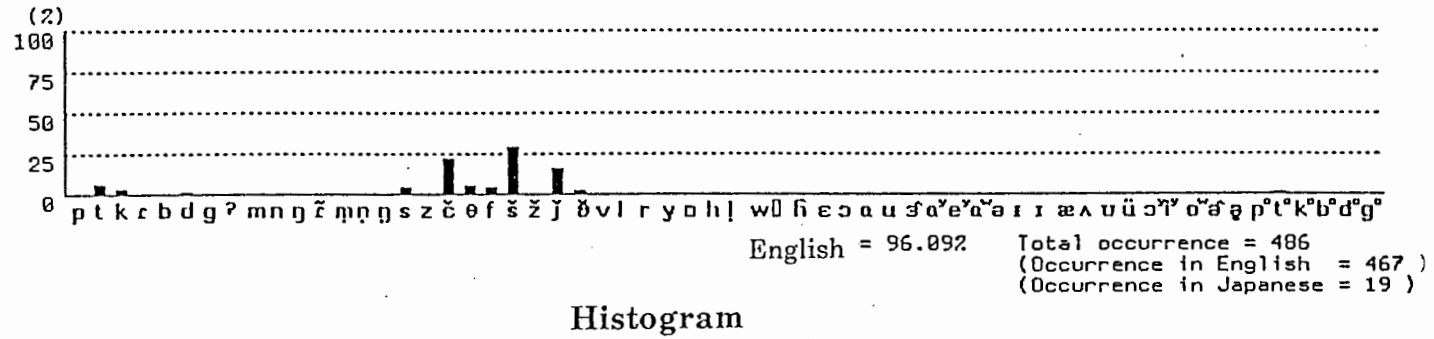 (%)
100
75
50
25
0
p t k ɾ b d g ʔ m n ŋ r̃ m̩ n̩ ŋ̩ s z č θ f š ž ǰ ð v l r y ɒ h l̩ w ɦ ɛ ɔ ɑ u
English = 96.09% Total occurrence = 486
(Occurrence in English = 467 )
(Occurrence in Japanese = 19 )
Histogram